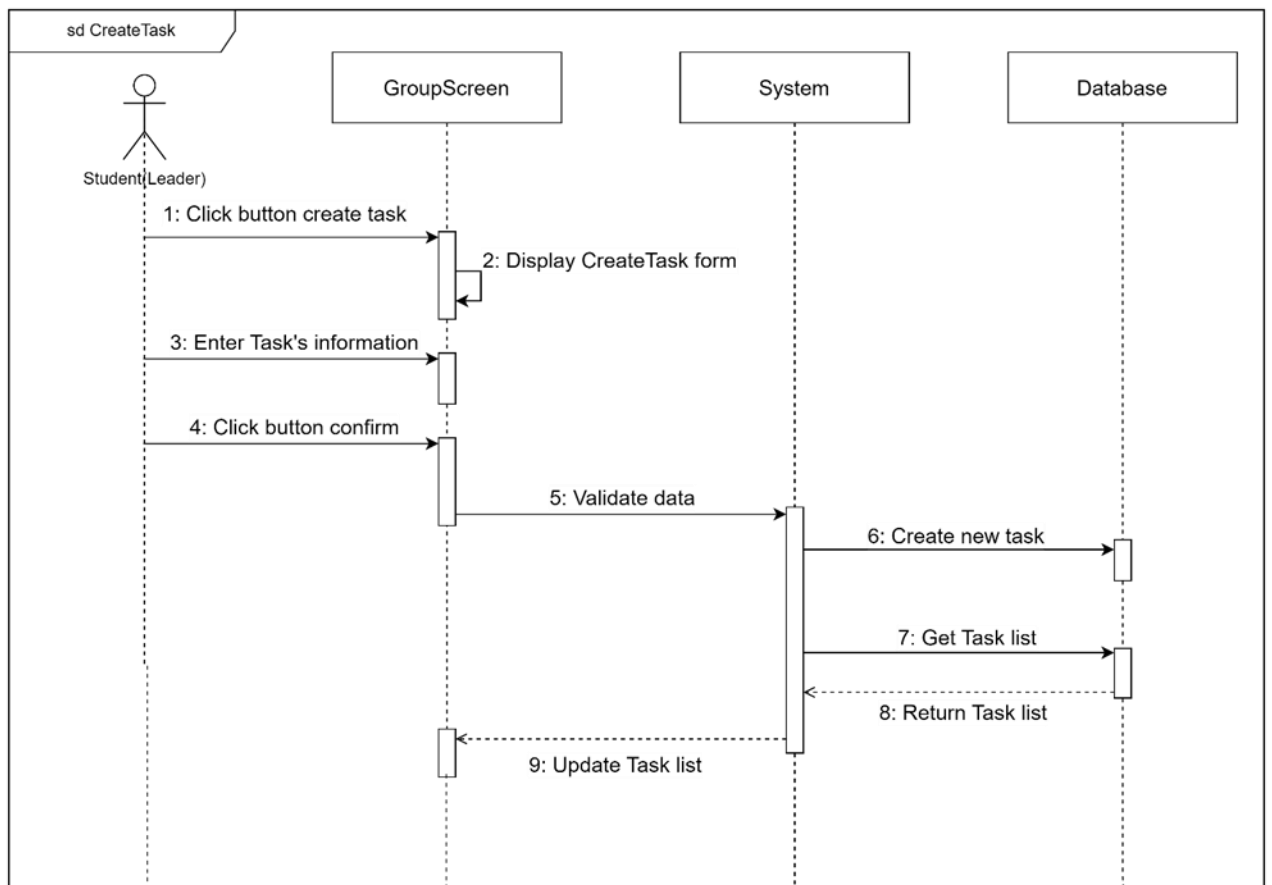 sd CreateTask
GroupScreen
System
Database
Student(Leader)
1: Click button create task
2: Display CreateTask form
3: Enter Task's information
4: Click button confirm
5: Validate data
6: Create new task
7: Get Task list
8: Return Task list
9: Update Task list